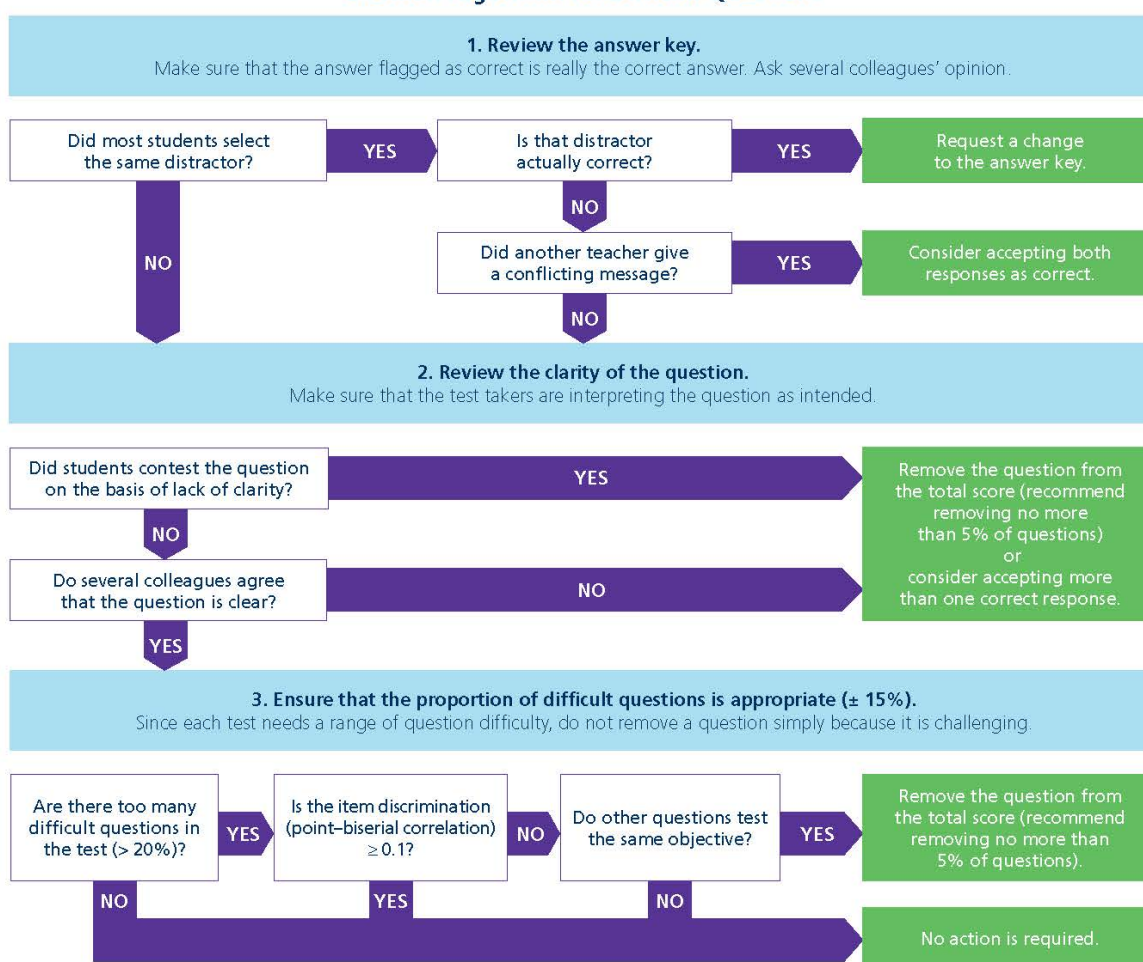 1. Review the answer key.
Make sure that the answer flagged as correct is really the correct answer. Ask several colleagues’ opinion.
Did most students select
the same distractor?
YES
Is that distractor
actually correct?
YES
Request a change
to the answer key.
NO
NO
Did another teacher give
a conflicting message?
YES
Consider accepting both
responses as correct.
NO
2. Review the clarity of the question.
Make sure that the test takers are interpreting the question as intended.
Did students contest the question
on the basis of lack of clarity?
YES
Remove the question from
the total score (recommend
removing no more
than 5% of questions)
or
consider accepting more
than one correct response.
NO
Do several colleagues agree
that the question is clear?
NO
YES
3. Ensure that the proportion of difficult questions is appropriate (± 15%).
Since each test needs a range of question difficulty, do not remove a question simply because it is challenging.
Are there too many
difficult questions in
the test (> 20%)?
YES
Is the item discrimination
(point–biserial correlation)
≥ 0.1?
NO
Do other questions test
the same objective?
YES
Remove the question from
the total score (recommend
removing no more than
5% of questions).
NO
YES
NO
No action is required.